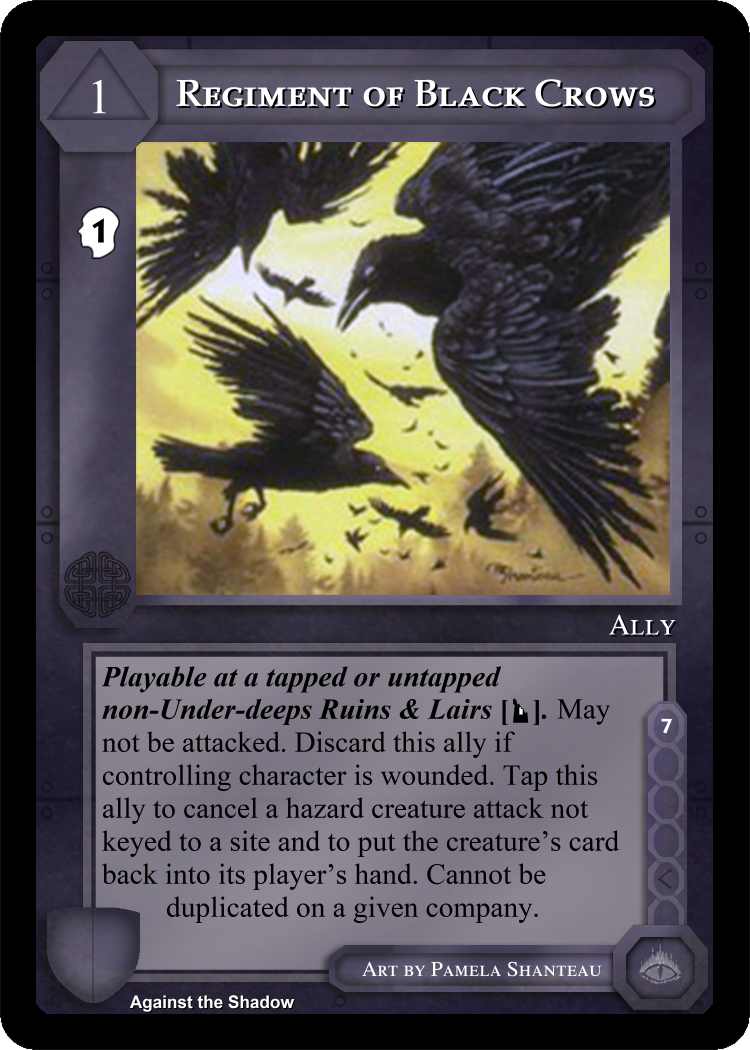 1
Regiment of Black Crows
1
Ally
Playable at a tapped or untapped
non-Under-deeps Ruins & Lairs [ ]. May
not be attacked. Discard this ally if
controlling character is wounded. Tap this
ally to cancel a hazard creature attack not
keyed to a site and to put the creature’s card
back into its player’s hand. Cannot be
duplicated on a given company.
7
Art by Pamela Shanteau
Against the Shadow